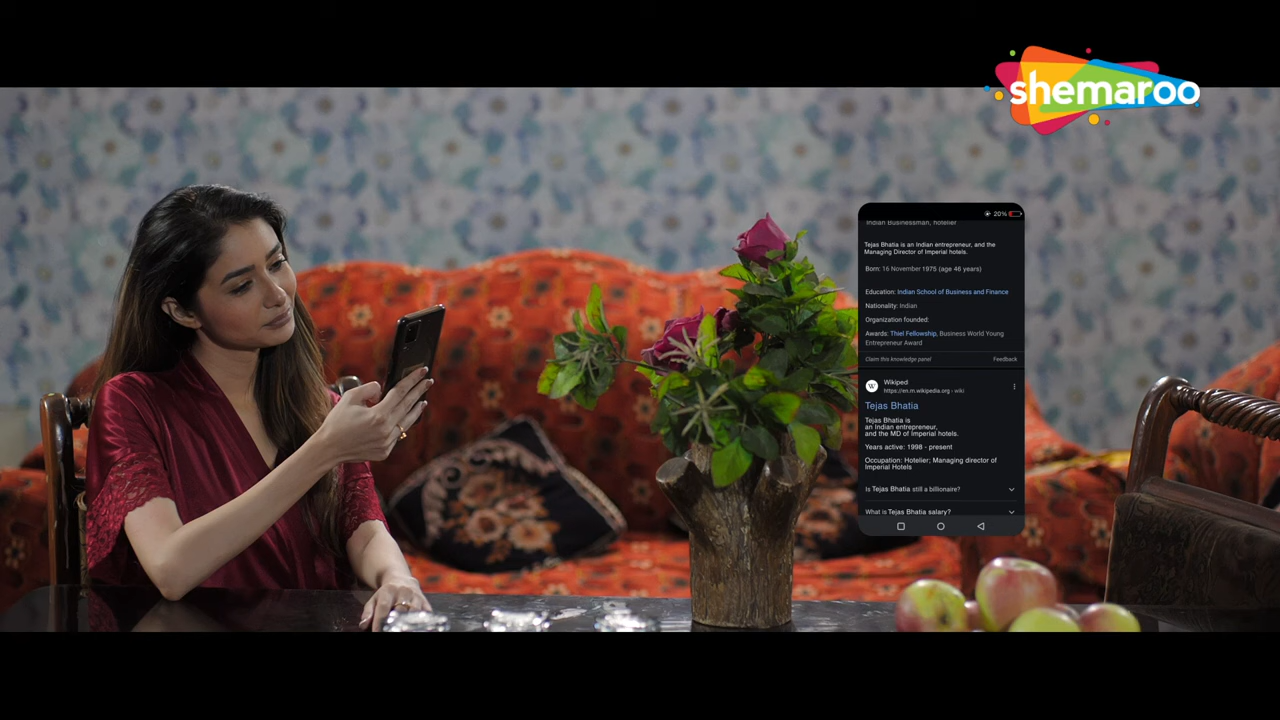 shemaroo
20%
Indian Businessman, hotelier
Tejas Bhatia is an Indian entrepreneur, and the
Managing Director of Imperial hotels.
Born: 16 November 1975 (age 46 years)
Education: Indian School of Business and Finance
Nationality: Indian
Organization founded:
Awards: Thiel Fellowship, Business World Young
Entrepreneur Award
Claim this knowledge panel Feedback
W
Wikiped
https://en.m.wikipedia.org › wiki
Tejas Bhatia
Tejas Bhatia is
an Indian entrepreneur,
and the MD of Imperial hotels.
Years active: 1998 - present
Occupation: Hotelier; Managing director of
Imperial Hotels
Is Tejas Bhatia still a billionaire?
What is Tejas Bhatia salary?